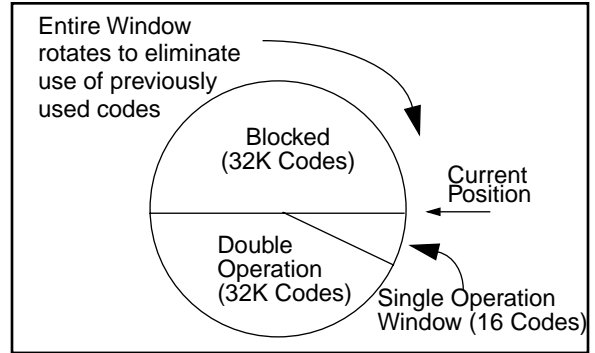 Entire Window
rotates to eliminate
use of previously
used codes
Blocked
(32K Codes)
Current
Position
Double
Operation
(32K Codes)
Single Operation
Window (16 Codes)